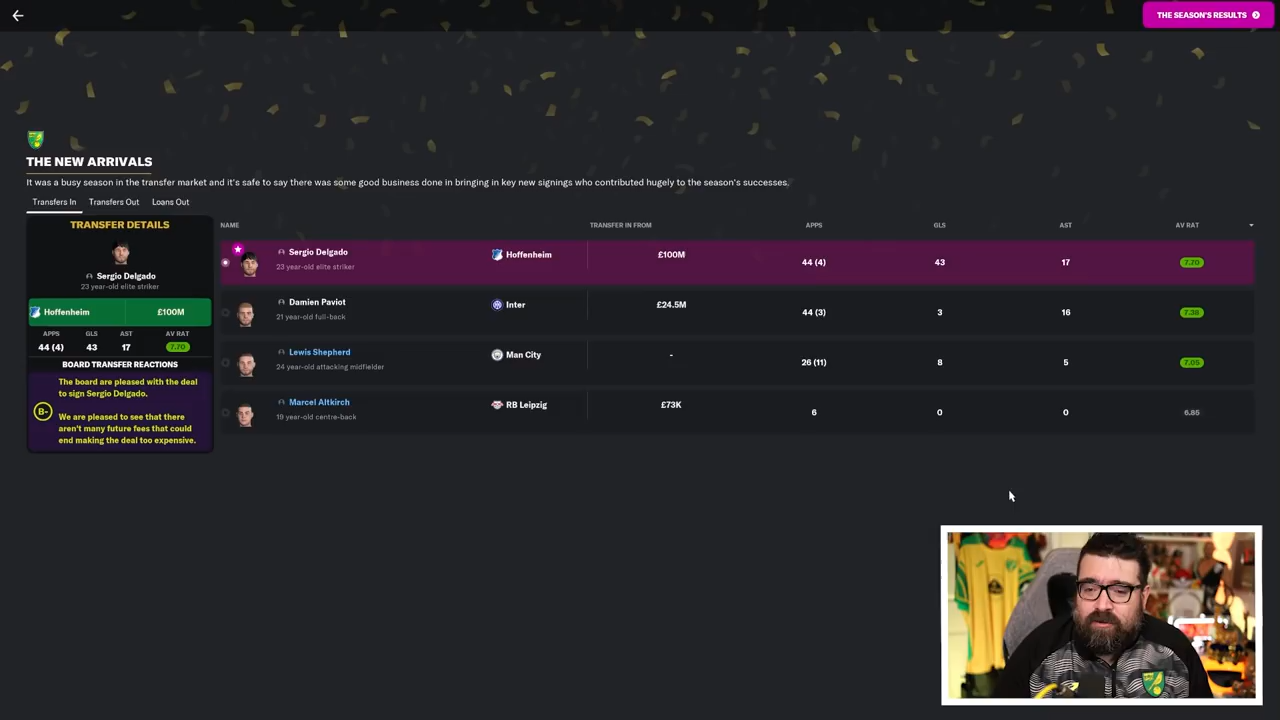 THE SEASON'S RESULTS
THE NEW ARRIVALS
It was a busy season in the transfer market and it's safe to say there was some good business done in bringing in key new signings who contributed hugely to the season's successes.
Transfers In Transfers Out Loans Out
TRANSFER DETAILS
Sergio Delgado
23 year-old elite striker
Hoffenheim £100M
APPS GLS AST AV RAT
44 (4) 43 17 7.70
BOARD TRANSFER REACTIONS
B-
The board are pleased with the deal
to sign Sergio Delgado.
We are pleased to see that there
aren't many future fees that could
end making the deal too expensive.
NAME TRANSFER IN FROM APPS GLS AST AV RAT
Sergio Delgado
23 year-old elite striker
Hoffenheim £100M 44 (4) 43 17 7.70
Damien Paviot
21 year-old full-back
Inter £24.5M 44 (3) 3 16 7.38
Lewis Shepherd
24 year-old attacking midfielder
Man City - 26 (11) 8 5 7.05
Marcel Altkirch
19 year-old centre-back
RB Leipzig £73K 6 0 0 6.85